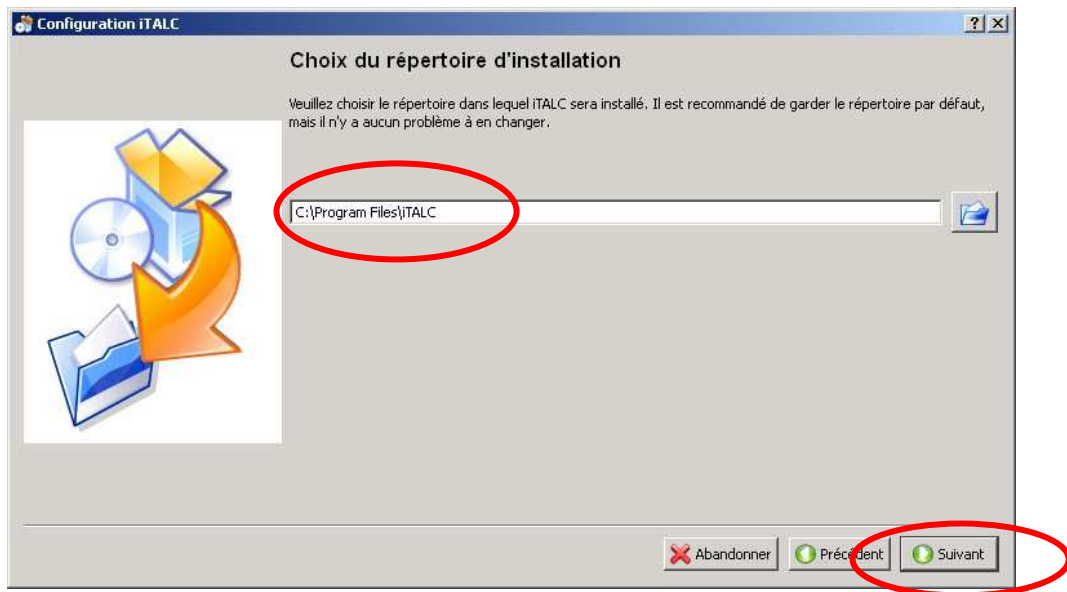 Configuration iTALC
Choix du répertoire d'installation
Veuillez choisir le répertoire dans lequel iTALC sera installé. Il est recommandé de garder le répertoire par défaut,
mais il n'y a aucun problème à en changer.
C:\Program Files\iTALC
Abandonner Précédent Suivant